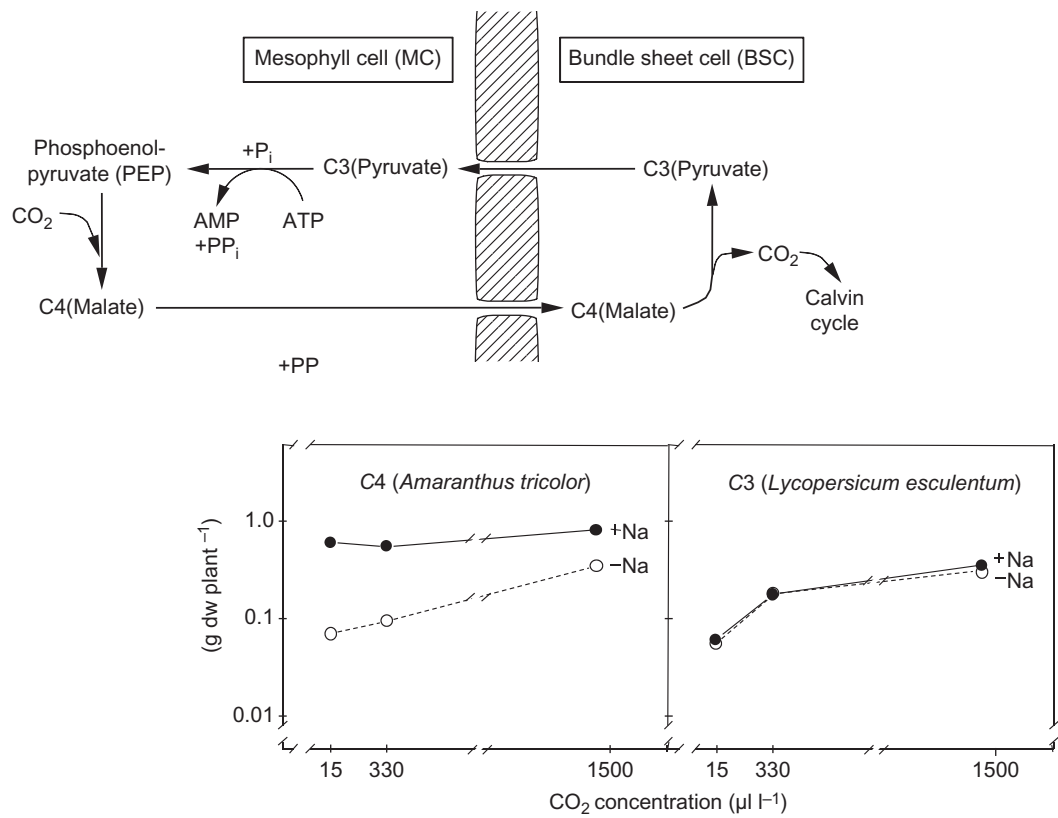 Mesophyll cell (MC)
Bundle sheet cell (BSC)
Phosphoenol-
pyruvate (PEP)
+Pi
C3(Pyruvate)
C3(Pyruvate)
CO2
AMP
+PPi
ATP
C4(Malate)
C4(Malate)
CO2
Calvin
cycle
+PP
C4 (Amaranthus tricolor)
C3 (Lycopersicum esculentum)
(g dw plant –1)
1.0
0.1
0.01
+Na
–Na
+Na
–Na
15
330
1500
15
330
1500
CO2 concentration (µl l–1)